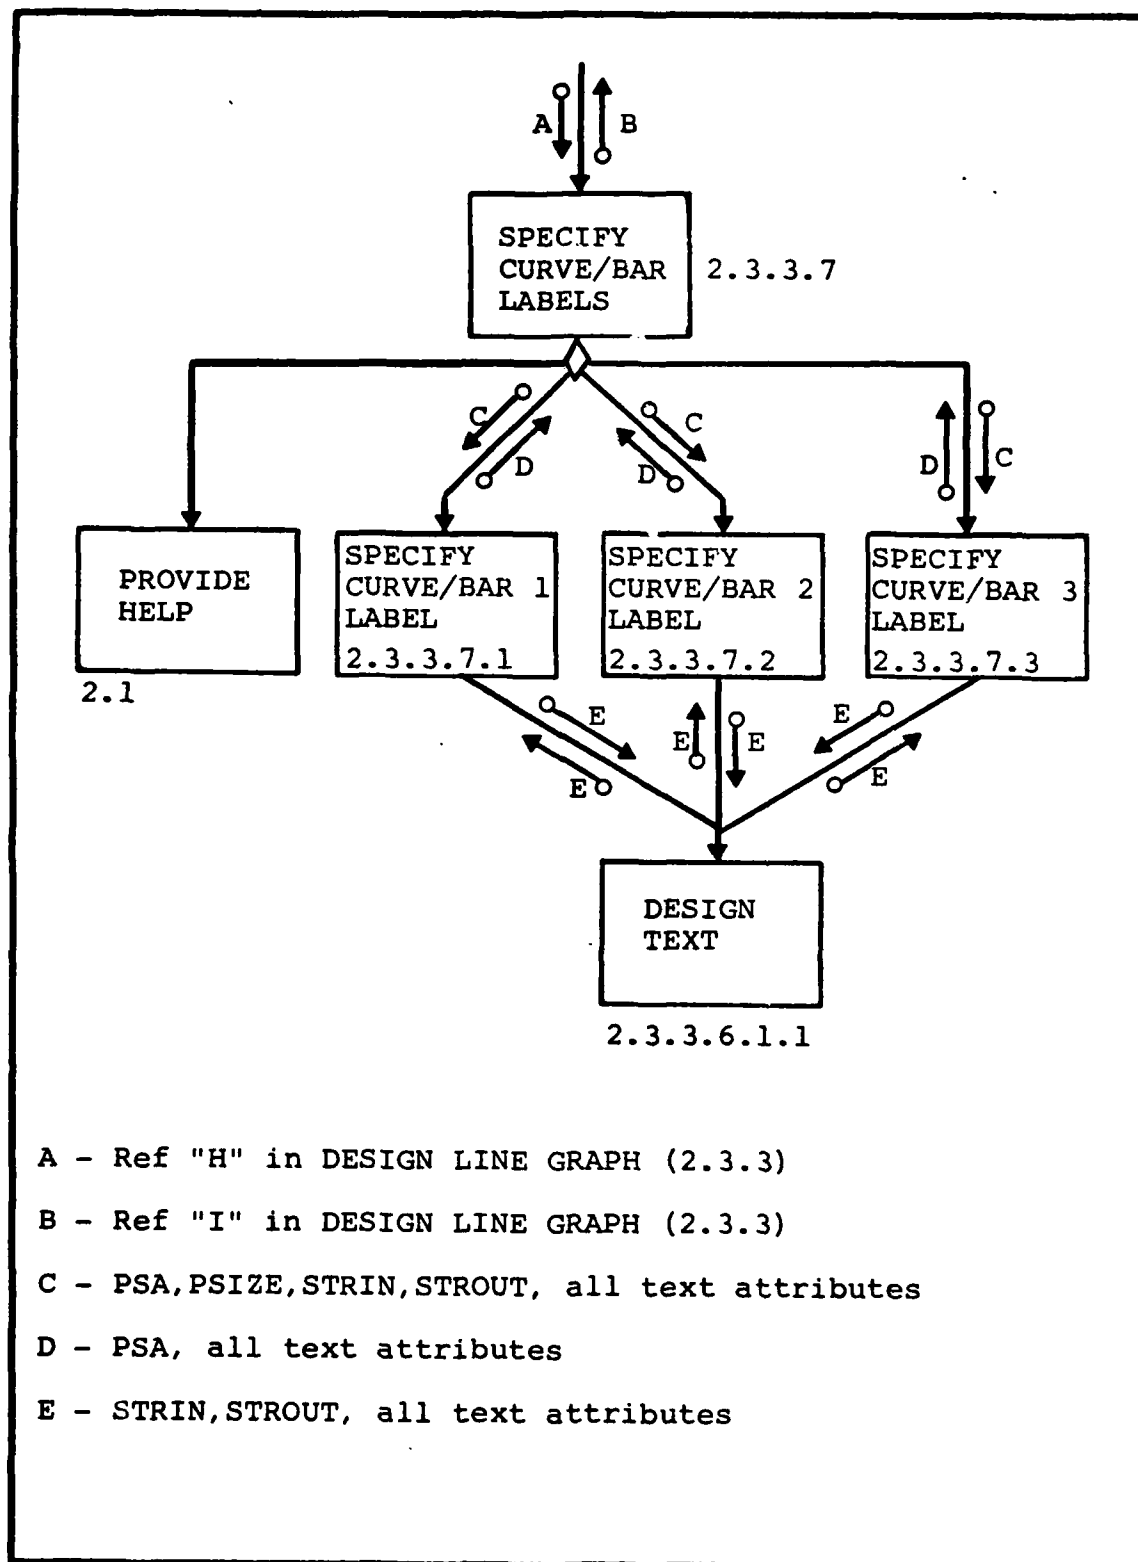 A
B
SPECIFY
CURVE/BAR
LABELS
2.3.3.7
C
D
C
D
D
C
PROVIDE
HELP
2.1
SPECIFY
CURVE/BAR 1
LABEL
2.3.3.7.1
SPECIFY
CURVE/BAR 2
LABEL
2.3.3.7.2
SPECIFY
CURVE/BAR 3
LABEL
2.3.3.7.3
E
E
E
E
E
E
DESIGN
TEXT
2.3.3.6.1.1
A - Ref "H" in DESIGN LINE GRAPH (2.3.3)
B - Ref "I" in DESIGN LINE GRAPH (2.3.3)
C - PSA,PSIZE,STRIN,STROUT, all text attributes
D - PSA, all text attributes
E - STRIN,STROUT, all text attributes